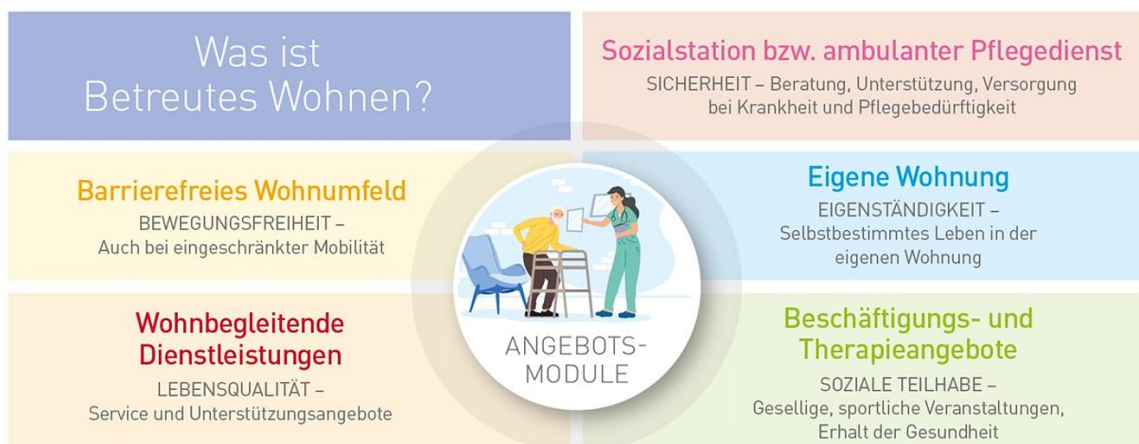 Was ist
Betreutes Wohnen?
Sozialstation bzw. ambulanter Pflegedienst
SICHERHEIT – Beratung, Unterstützung, Versorgung
bei Krankheit und Pflegebedürftigkeit
Barrierefreies Wohnumfeld
BEWEGUNGSFREIHEIT –
Auch bei eingeschränkter Mobilität
Eigene Wohnung
EIGENSTÄNDIGKEIT –
Selbstbestimmtes Leben in der
eigenen Wohnung
Wohnbegleitende
Dienstleistungen
LEBENSQUALITÄT –
Service und Unterstützungsangebote
ANGEBOTS-
MODULE
Beschäftigungs- und
Therapieangebote
SOZIALE TEILHABE –
Gesellige, sportliche Veranstaltungen,
Erhalt der Gesundheit